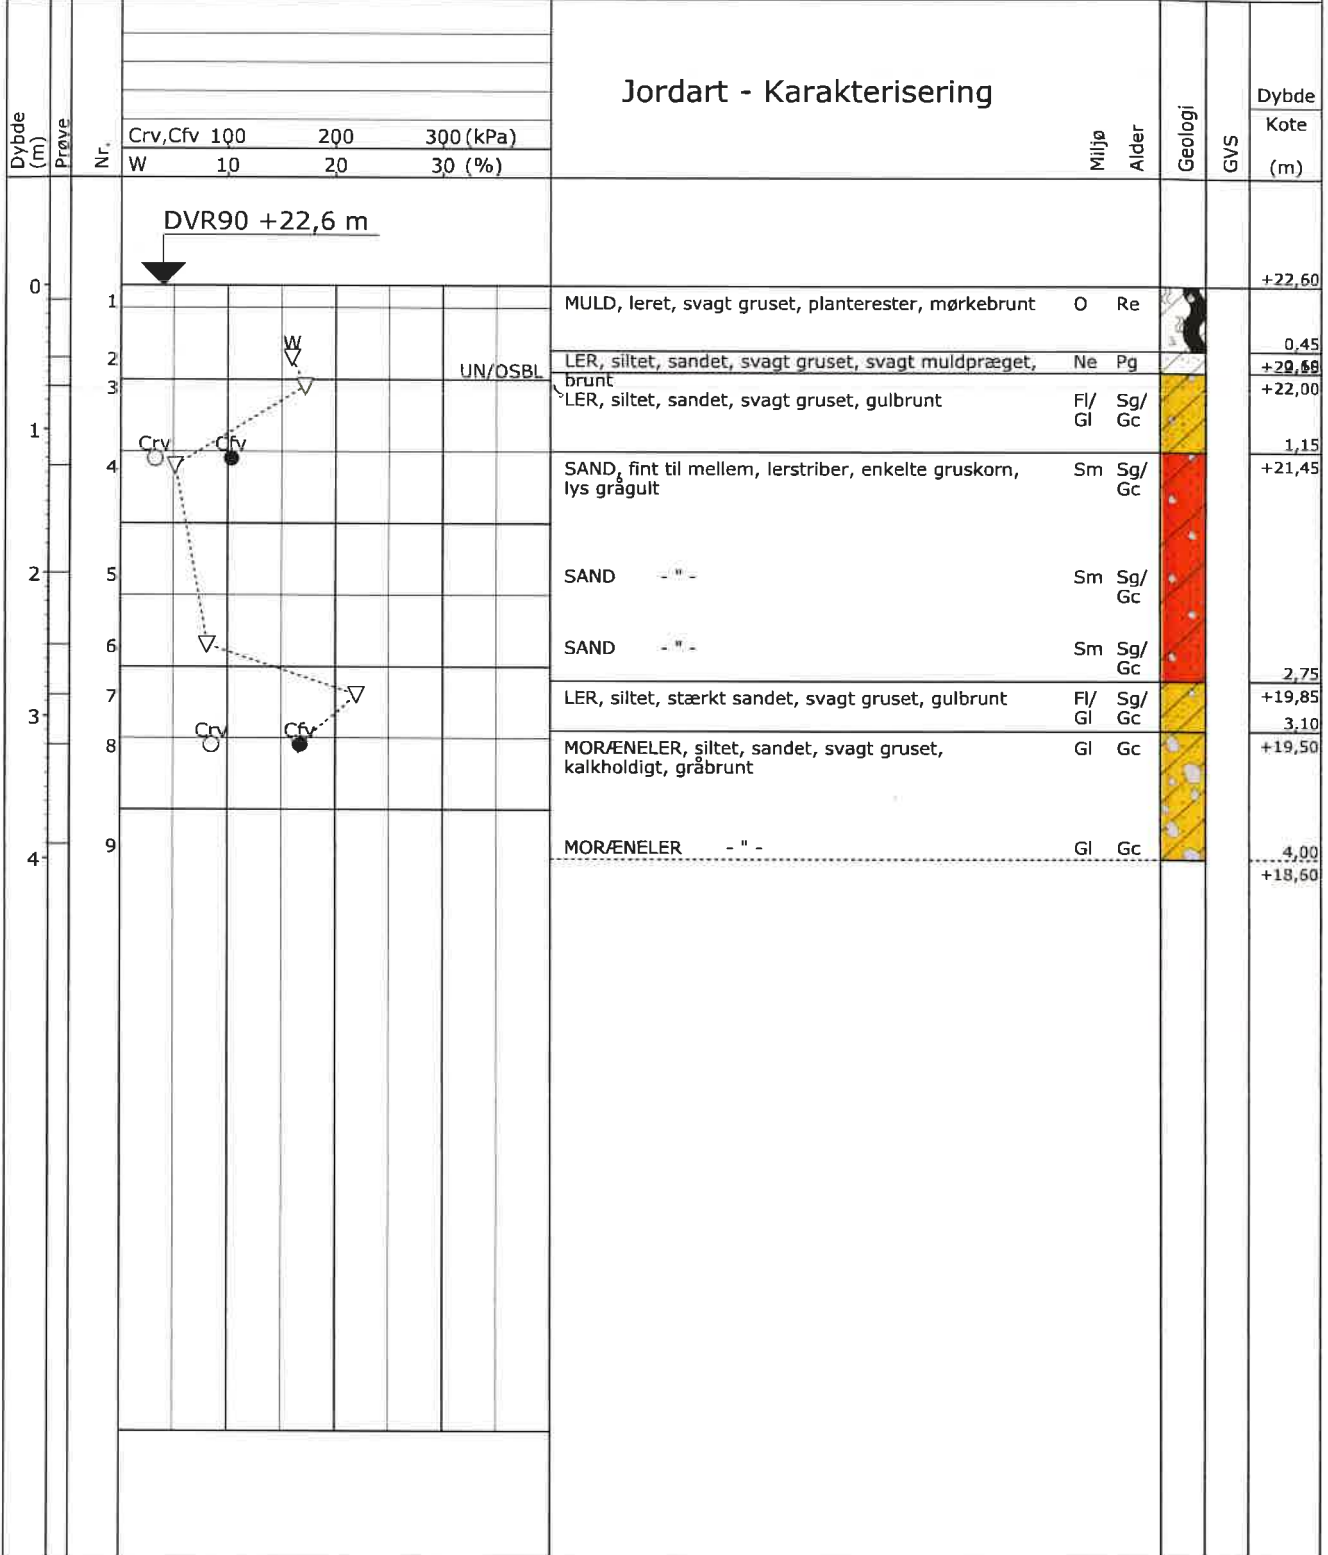 Jordart - Karakterisering
Dybde (m)
Prøve
Nr.
Crv,Cfv 100 200 300 (kPa)
W 10 20 30 (%)
Miljø
Alder
Geologi
GVS
Dybde
Kote
(m)
DVR90 +22,6 m
0
+22,60
1 MULD, leret, svagt gruset, planterester, mørkebrunt O Re
0,45
W
2 LER, siltet, sandet, svagt gruset, svagt muldpræget, Ne Pg
UN/OSBL
brunt
3 LER, siltet, sandet, svagt gruset, gulbrunt Fl/ Sg/ +22,00
Gl Gc
1
1,15
Crv Cfv
4 SAND, fint til mellem, lerstriber, enkelte gruskorn, Sm Sg/ +21,45
lys grågult Gc
2 5 SAND - " - Sm Sg/
Gc
6 SAND - " - Sm Sg/
Gc
2,75
7 LER, siltet, stærkt sandet, svagt gruset, gulbrunt Fl/ Sg/ +19,85
Gl Gc
3
3,10
Crv Cfv
8 MORÆNELER, siltet, sandet, svagt gruset, Gl Gc +19,50
kalkholdigt, gråbrunt
9 MORÆNELER - " - Gl Gc
4
4,00
+18,60